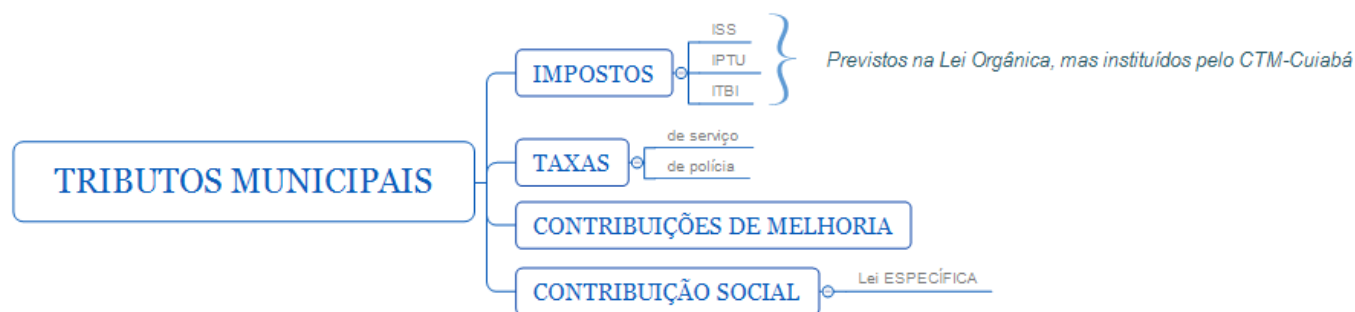 TRIBUTOS MUNICIPAIS
IMPOSTOS
ISS
IPTU
ITBI
Previstos na Lei Orgânica, mas instituídos pelo CTM-Cuiabá
TAXAS
de serviço
de polícia
CONTRIBUIÇÕES DE MELHORIA
CONTRIBUIÇÃO SOCIAL
Lei ESPECÍFICA